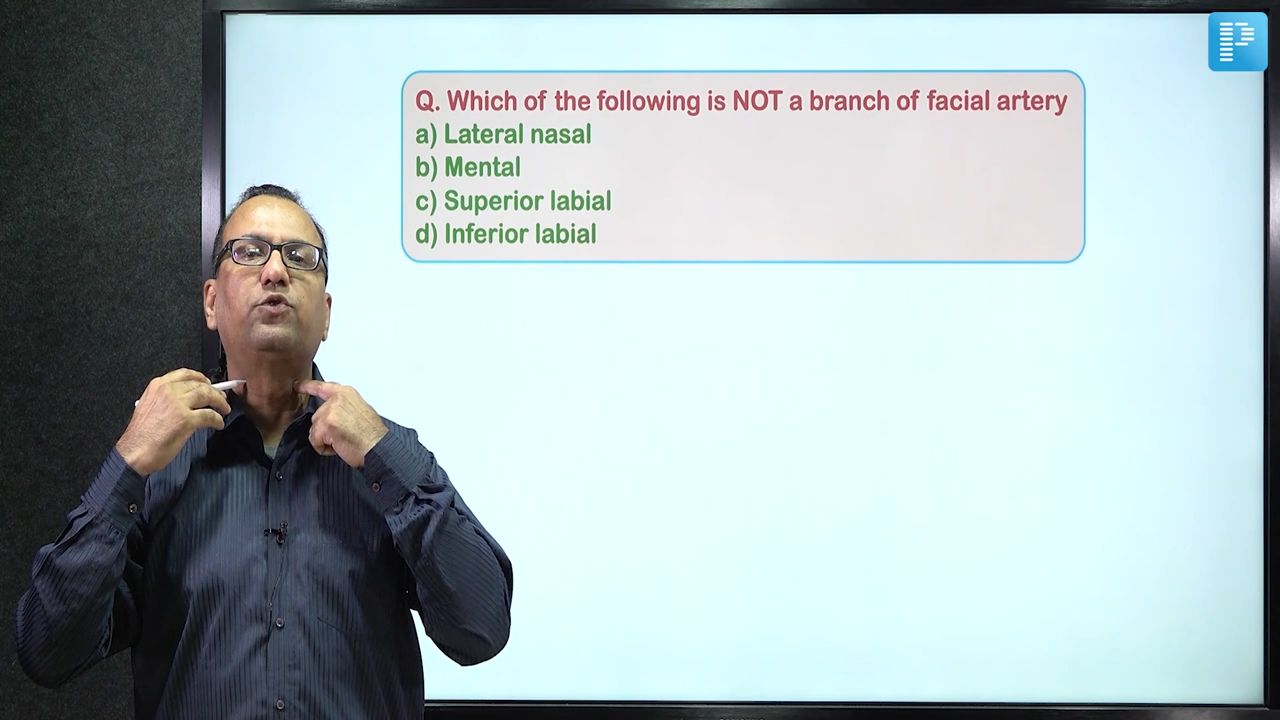 Q. Which of the following is NOT a branch of facial artery
a) Lateral nasal
b) Mental
c) Superior labial
d) Inferior labial
P